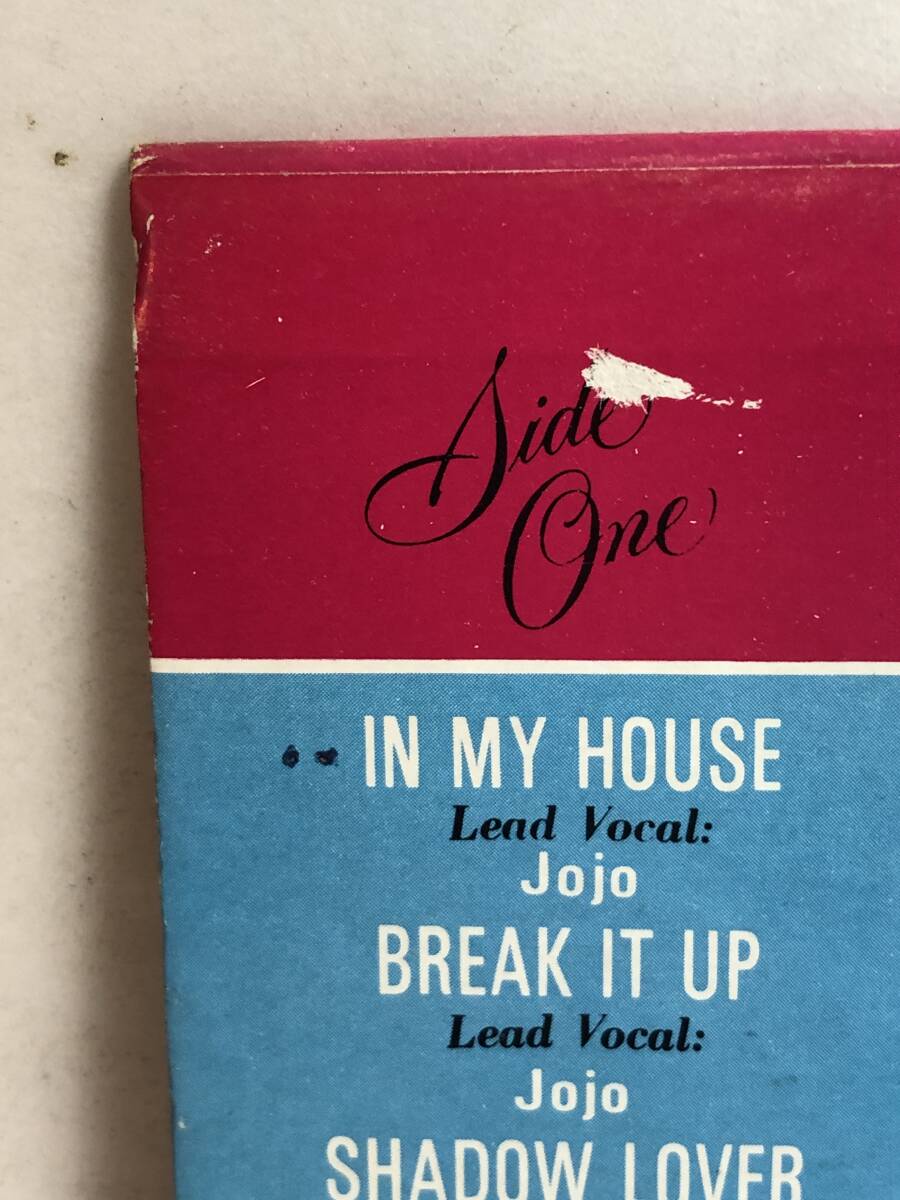 Side
One
IN MY HOUSE
Lead Vocal:
Jojo
BREAK IT UP
Lead Vocal:
Jojo
SHADOW LOVER